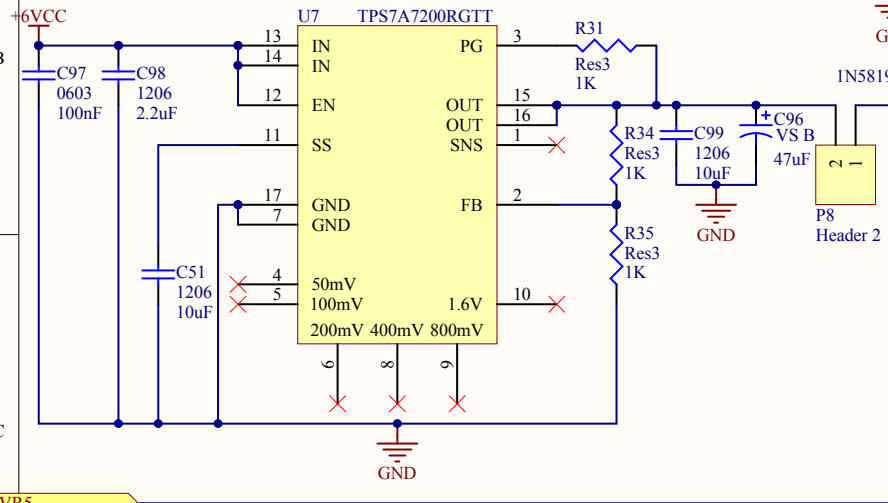 +6VCC
U7
TPS7A7200RGTT
13
IN
14
IN
12
EN
11
SS
17
GND
7
GND
4
50mV
5
100mV
200mV 400mV 800mV
6
8
9
3
PG
15
OUT
16
OUT
1
SNS
2
FB
10
1.6V
C97
0603
100nF
C98
1206
2.2uF
C51
1206
10uF
R31
Res3
1K
R34
Res3
1K
R35
Res3
1K
C99
1206
10uF
+
C96
VS B
47uF
GND
GND
1N5819
2
1
P8
Header 2